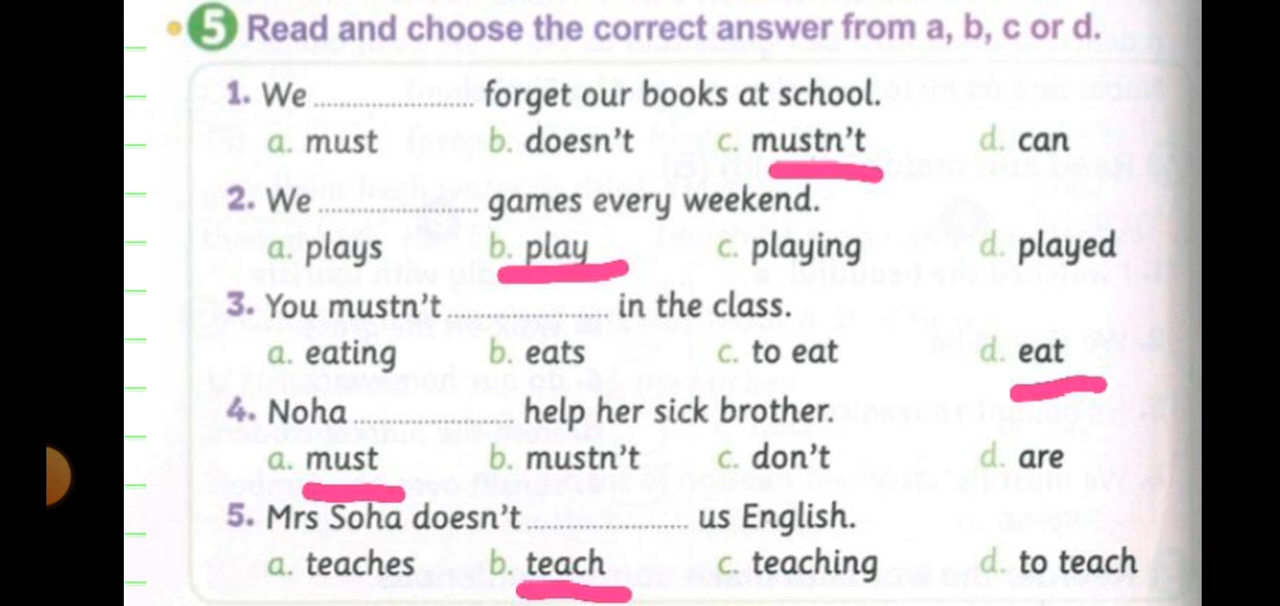 5 Read and choose the correct answer from a, b, c or d.
1. We ................ forget our books at school.
a. must b. doesn't c. mustn't d. can
2. We ................ games every weekend.
a. plays b. play c. playing d. played
3. You mustn't ................ in the class.
a. eating b. eats c. to eat d. eat
4. Noha ................ help her sick brother.
a. must b. mustn't c. don't d. are
5. Mrs Soha doesn't ................ us English.
a. teaches b. teach c. teaching d. to teach